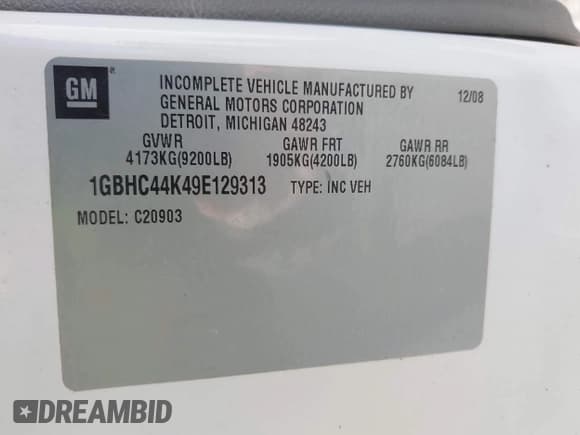 GM ®
INCOMPLETE VEHICLE MANUFACTURED BY 12/08
GENERAL MOTORS CORPORATION
DETROIT, MICHIGAN 48243
GVWR GAWR FRT GAWR RR
4173KG(9200LB) 1905KG(4200LB) 2760KG(6084LB)
1GBHC44K49E129313 TYPE: INC VEH
MODEL: C20903
DREAMBID